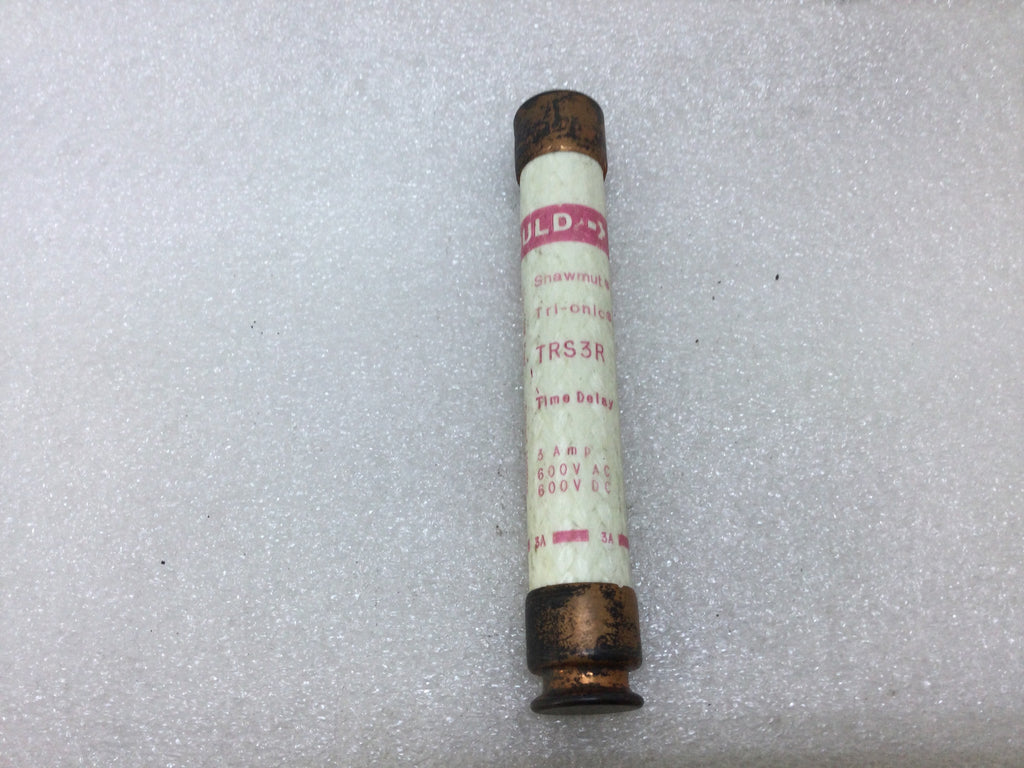 ULD
Shawmut
Tri-onic
TRS3R
Time Delay
3 Amp
600V AC
600V DC
3A 3A